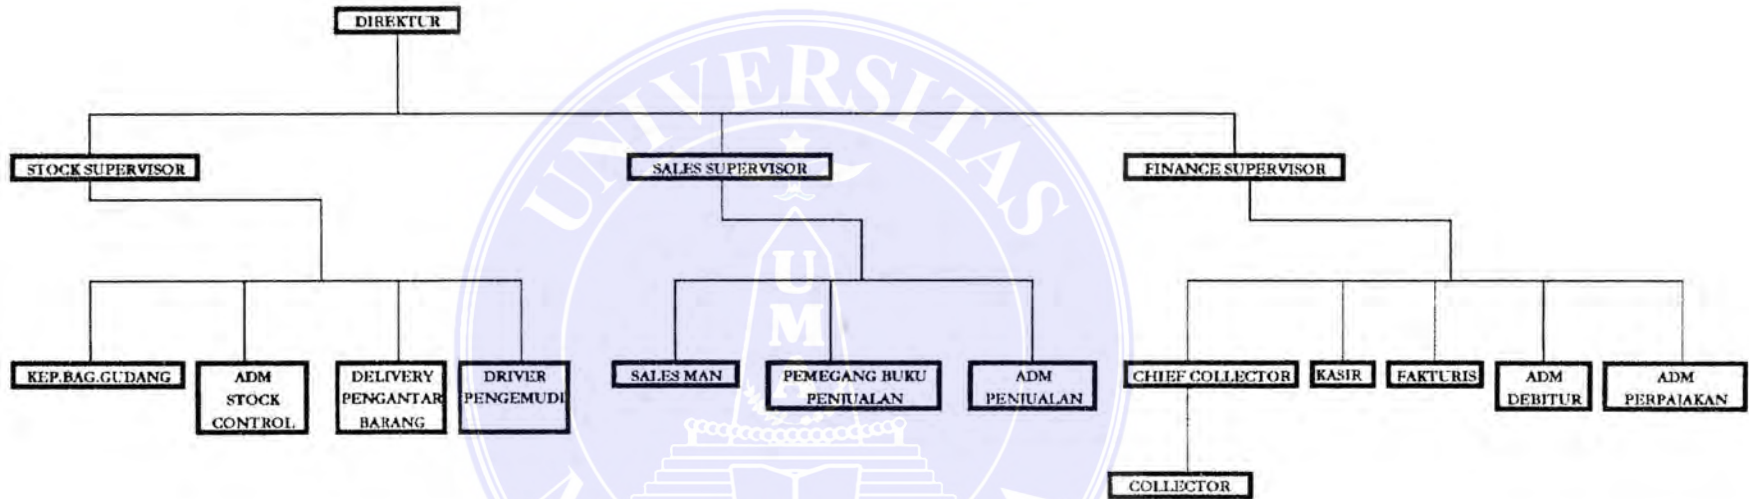 DIREKTUR
STOCK SUPERVISOR
SALES SUPERVISOR
FINANCE SUPERVISOR
KEP.BAG.GUDANG
ADM
STOCK
CONTROL
DELIVERY
PENGANTAR
BARANG
DRIVER
PENGEMUDI
SALES MAN
PEMEGANG BUKU
PENJUALAN
ADM
PENJUALAN
CHIEF COLLECTOR
KASIR
FAKTURIS
ADM
DEBITUR
ADM
PERPAJAKAN
COLLECTOR
UNIVERSITAS
U
M
A